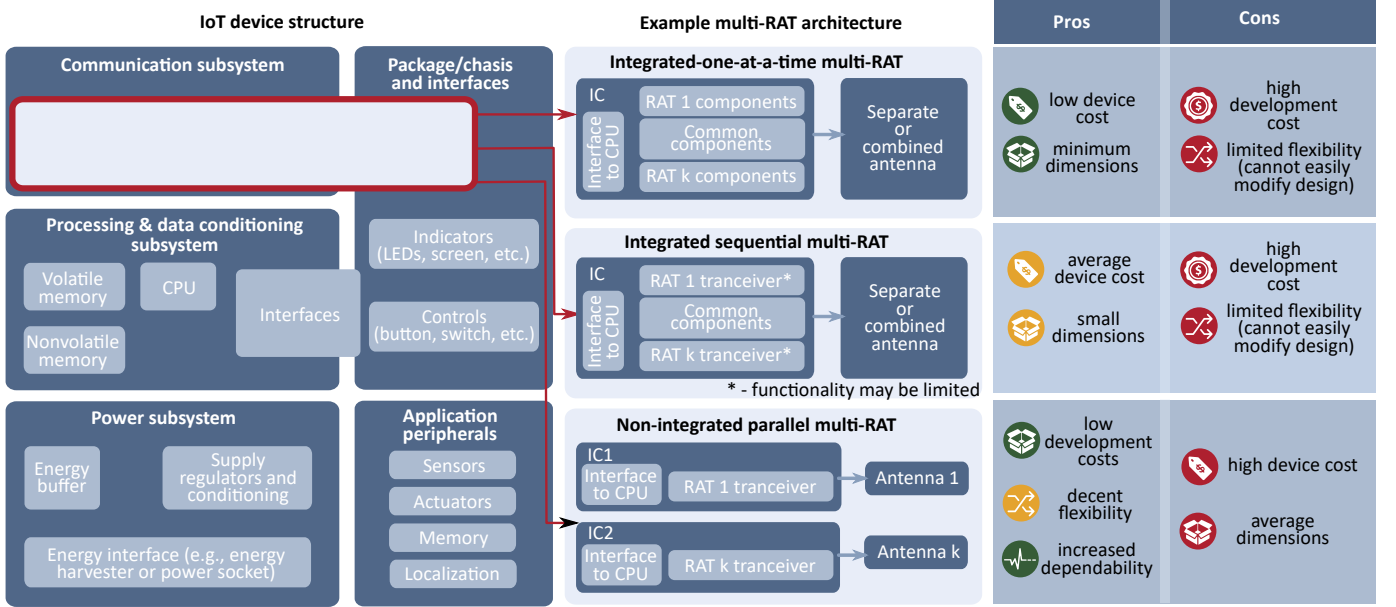 IoT device structure
Example multi-RAT architecture
Pros
Cons
Communication subsystem
Package/chasis
and interfaces
Processing & data conditioning
subsystem
Volatile
memory
CPU
Interfaces
Nonvolatile
memory
Indicators
(LEDs, screen, etc.)
Controls
(button, switch, etc.)
Power subsystem
Energy
buffer
Supply
regulators and
conditioning
Energy interface (e.g., energy
harvester or power socket)
Application
peripherals
Sensors
Actuators
Memory
Localization
Integrated-one-at-a-time multi-RAT
IC
Interface
to CPU
RAT 1 components
Common
components
RAT k components
Separate
or
combined
antenna
low device
cost
minimum
dimensions
high
development
cost
limited flexibility
(cannot easily
modify design)
Integrated sequential multi-RAT
IC
Interface
to CPU
RAT 1 tranceiver*
Common
components
RAT k tranceiver*
Separate
or
combined
antenna
* - functionality may be limited
average
device cost
small
dimensions
high
development
cost
limited flexibility
(cannot easily
modify design)
Non-integrated parallel multi-RAT
IC1
Interface
to CPU
RAT 1 tranceiver
Antenna 1
IC2
Interface
to CPU
RAT k tranceiver
Antenna k
low
development
costs
decent
flexibility
increased
dependability
high device cost
average
dimensions